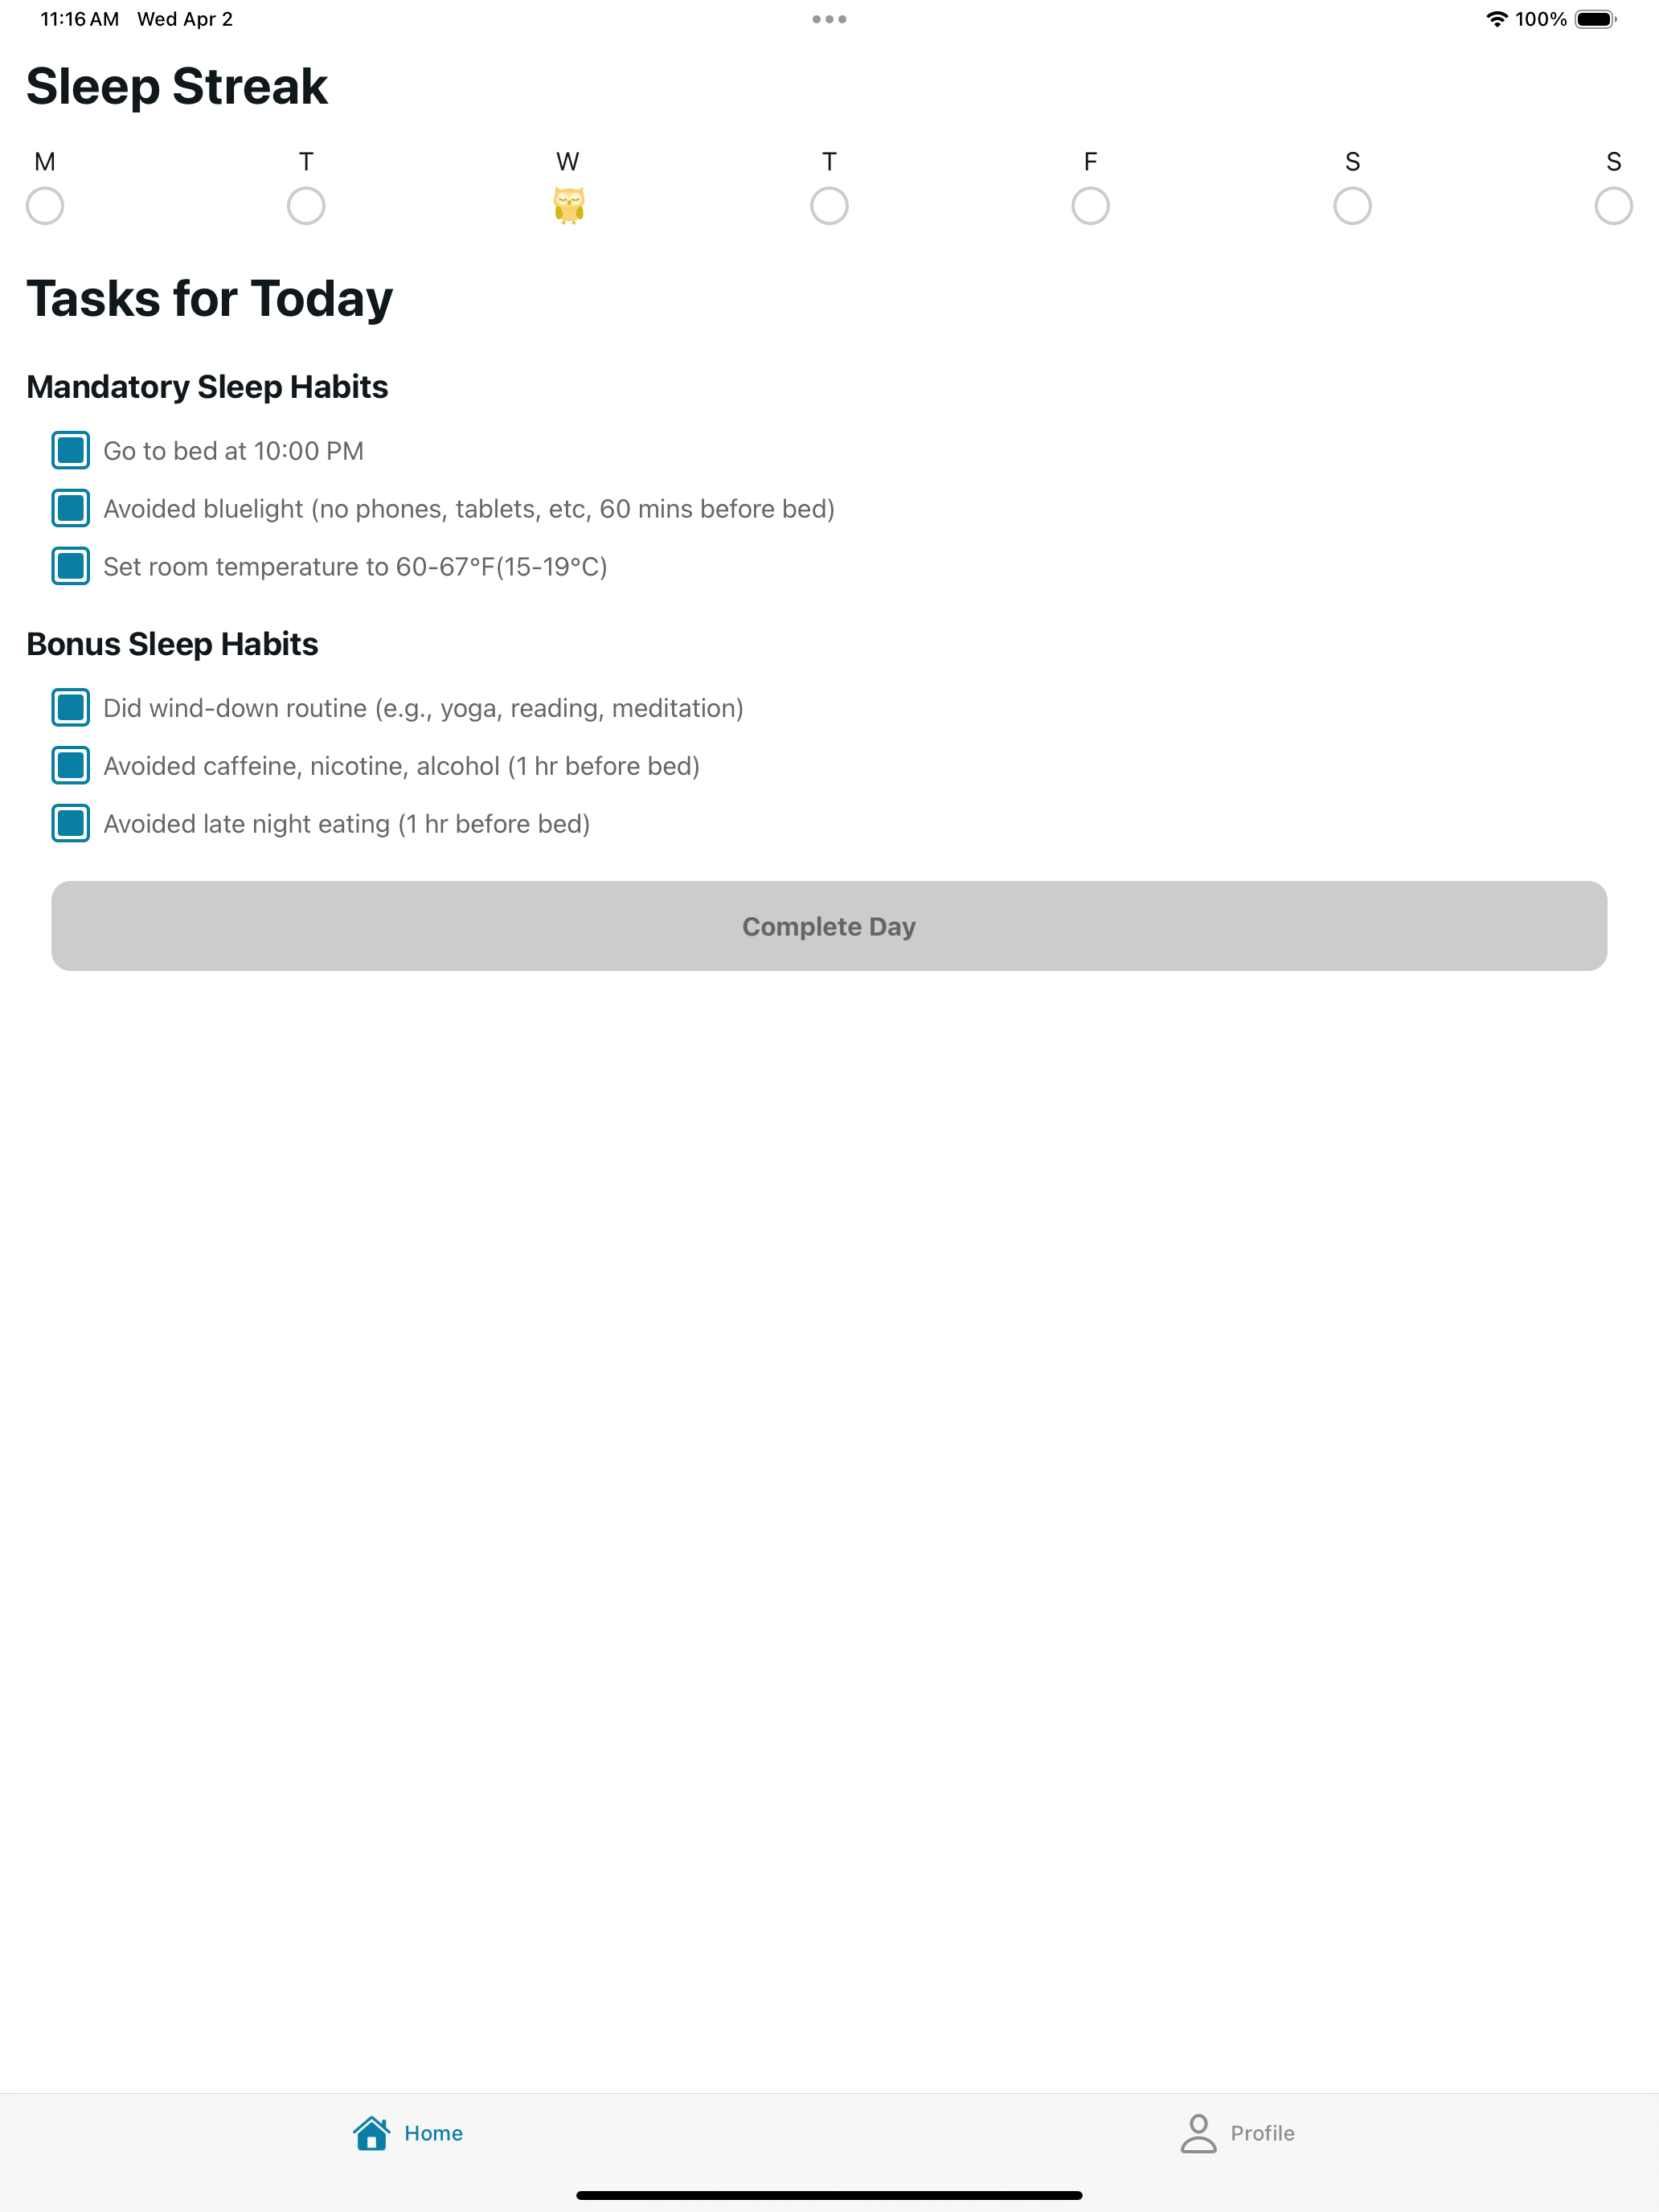 11:16 AM Wed Apr 2
100%
Sleep Streak
M T W T F S S
Tasks for Today
Mandatory Sleep Habits
Go to bed at 10:00 PM
Avoided bluelight (no phones, tablets, etc, 60 mins before bed)
Set room temperature to 60-67°F(15-19°C)
Bonus Sleep Habits
Did wind-down routine (e.g., yoga, reading, meditation)
Avoided caffeine, nicotine, alcohol (1 hr before bed)
Avoided late night eating (1 hr before bed)
Complete Day
Home
Profile